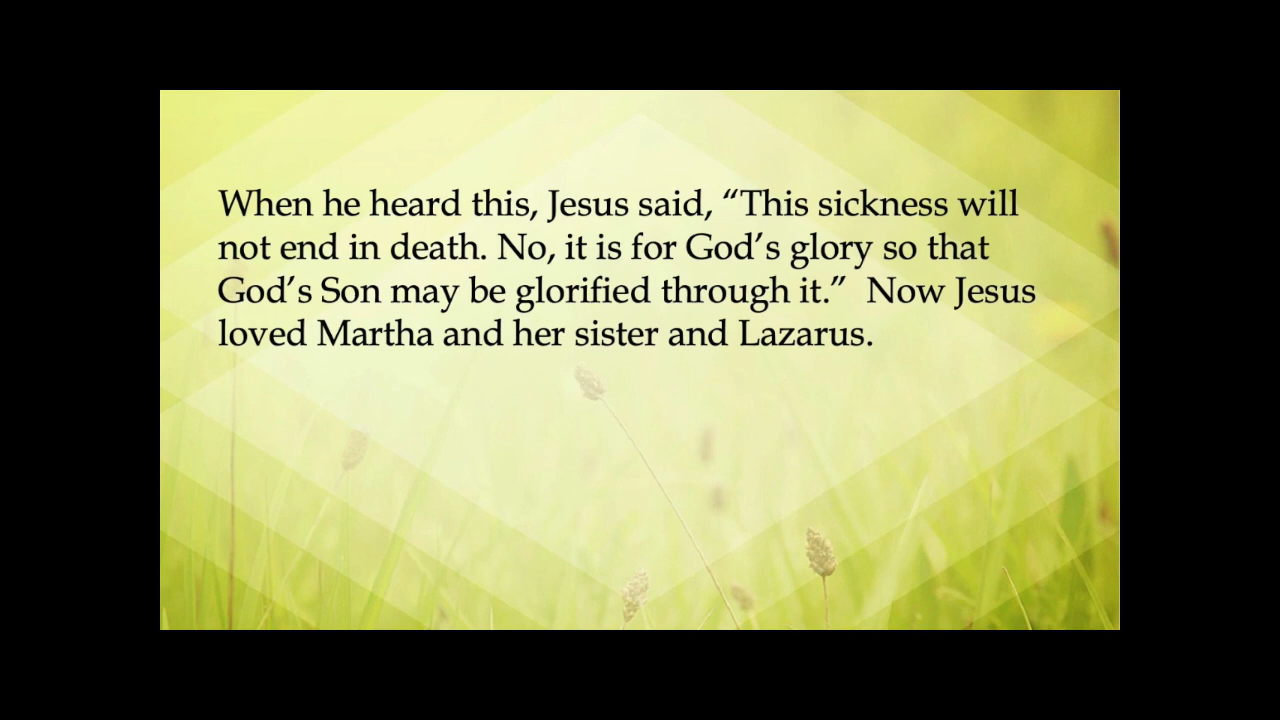 When he heard this, Jesus said, “This sickness will
not end in death. No, it is for God’s glory so that
God’s Son may be glorified through it.”  Now Jesus
loved Martha and her sister and Lazarus.